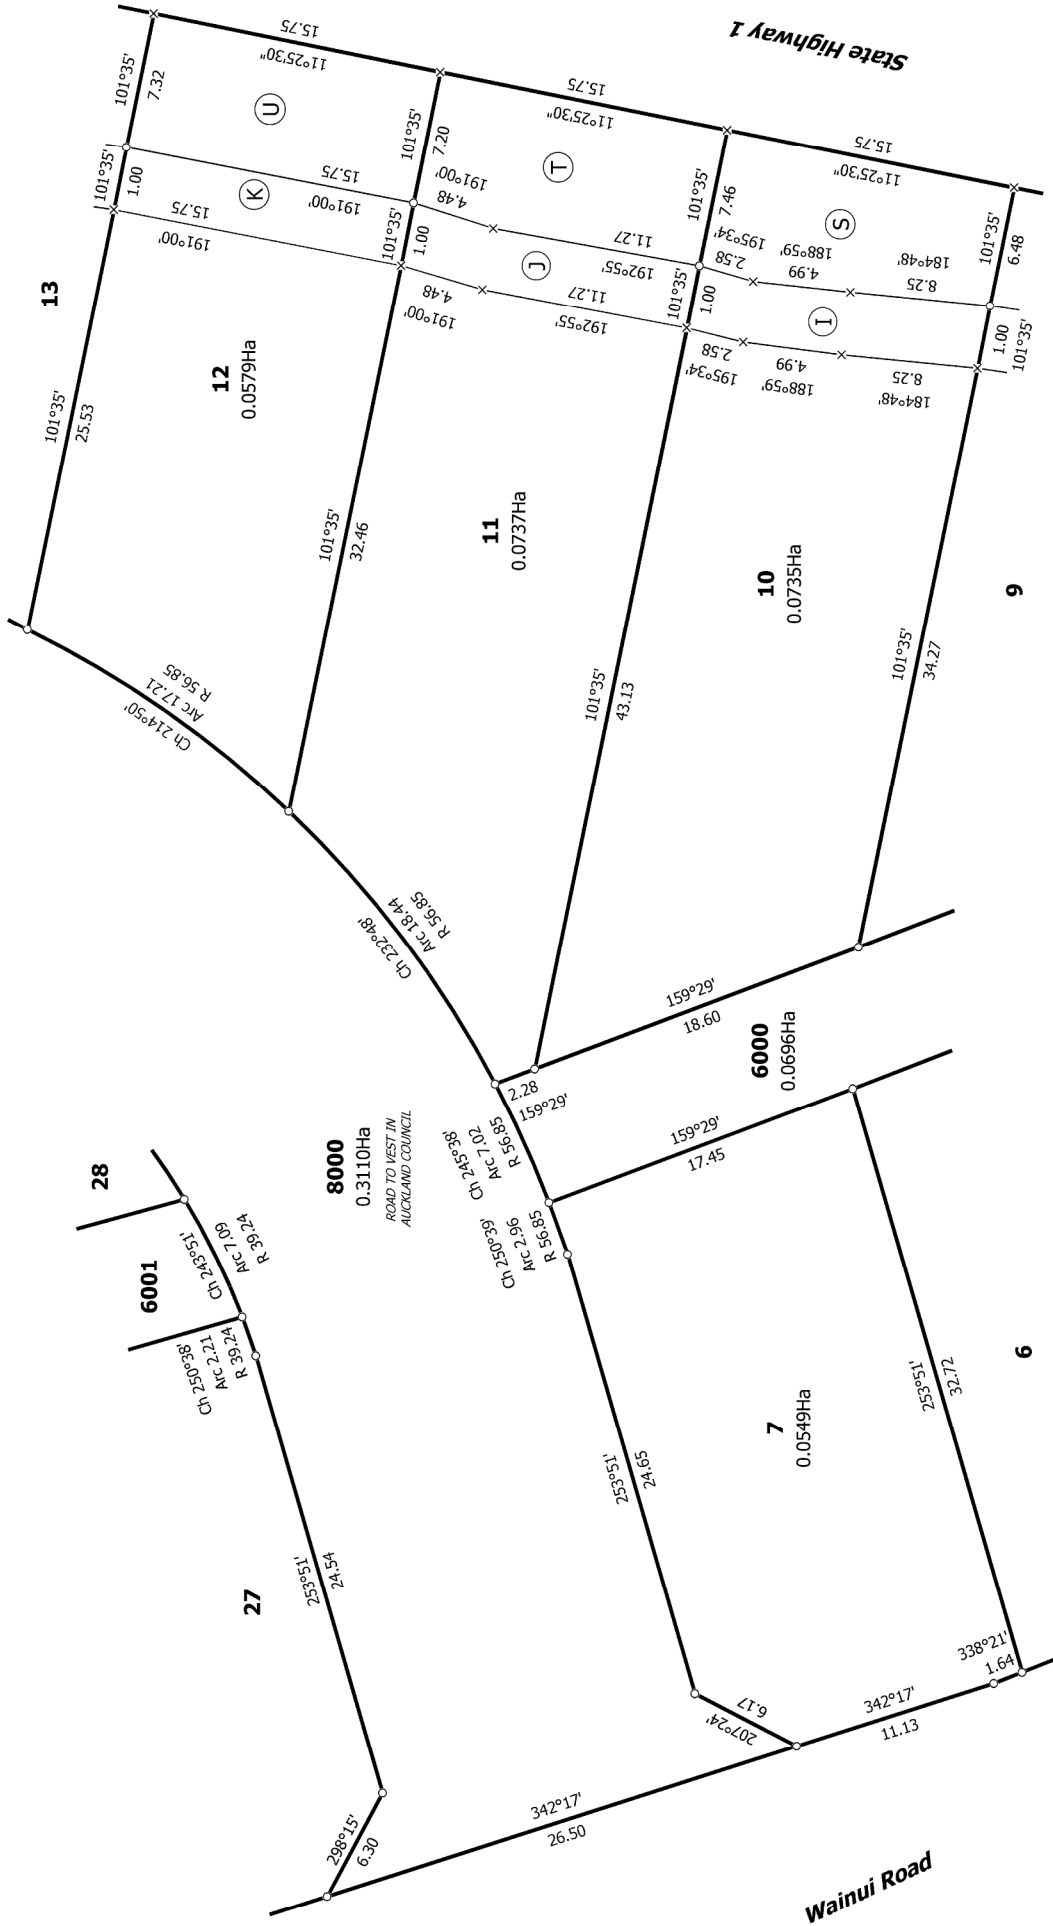 State Highway 1
15.75
11°25'30"
15.75
11°25'30"
15.75
11°25'30"
101°35'
7.32
U
101°35'
1.00
15.75
191°00'
K
15.75
191°00'
101°35'
7.20
T
191°00'
4.48
101°35'
1.00
11.27
192°55'
J
4.48
191°00'
11.27
192°55'
101°35'
7.46
S
195°34'
2.58
188°59'
4.99
184°48'
8.25
101°35'
1.00
I
2.58
195°34'
4.99
188°59'
8.25
184°48'
101°35'
6.48
1.00
101°35'
13
101°35'
25.53
12
0.0579Ha
101°35'
32.46
11
0.0737Ha
101°35'
43.13
10
0.0735Ha
101°35'
34.27
9
R 56.85
Arc 17.21
Ch 214°50'
R 56.85
Arc 18.44
Ch 232°48'
159°29'
18.60
6000
0.0696Ha
2.28
159°29'
Ch 245°38'
Arc 7.02
R 56.85
159°29'
17.45
Ch 250°39'
Arc 2.96
R 56.85
8000
0.3110Ha
ROAD TO VEST IN
AUCKLAND COUNCIL
28
6001
Ch 243°51'
Arc 7.09
R 39.24
Ch 250°38'
Arc 2.21
R 39.24
27
253°51'
24.54
253°51'
24.65
7
0.0549Ha
253°51'
32.72
6
298°15'
6.30
342°17'
26.50
6.17
207°24'
342°17'
11.13
338°21'
1.64
Wainui Road